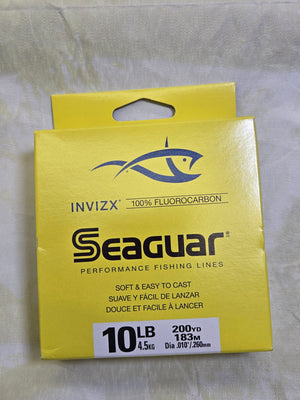 INVIZX® 100% FLUOROCARBON
SEAGUAR®
PERFORMANCE FISHING LINES
SOFT & EASY TO CAST
SUAVE Y FÁCIL DE LANZAR
DOUCE ET FACILE À LANCER
10LB 200YD
4.5KG 183M
Dia .010"/.260mm